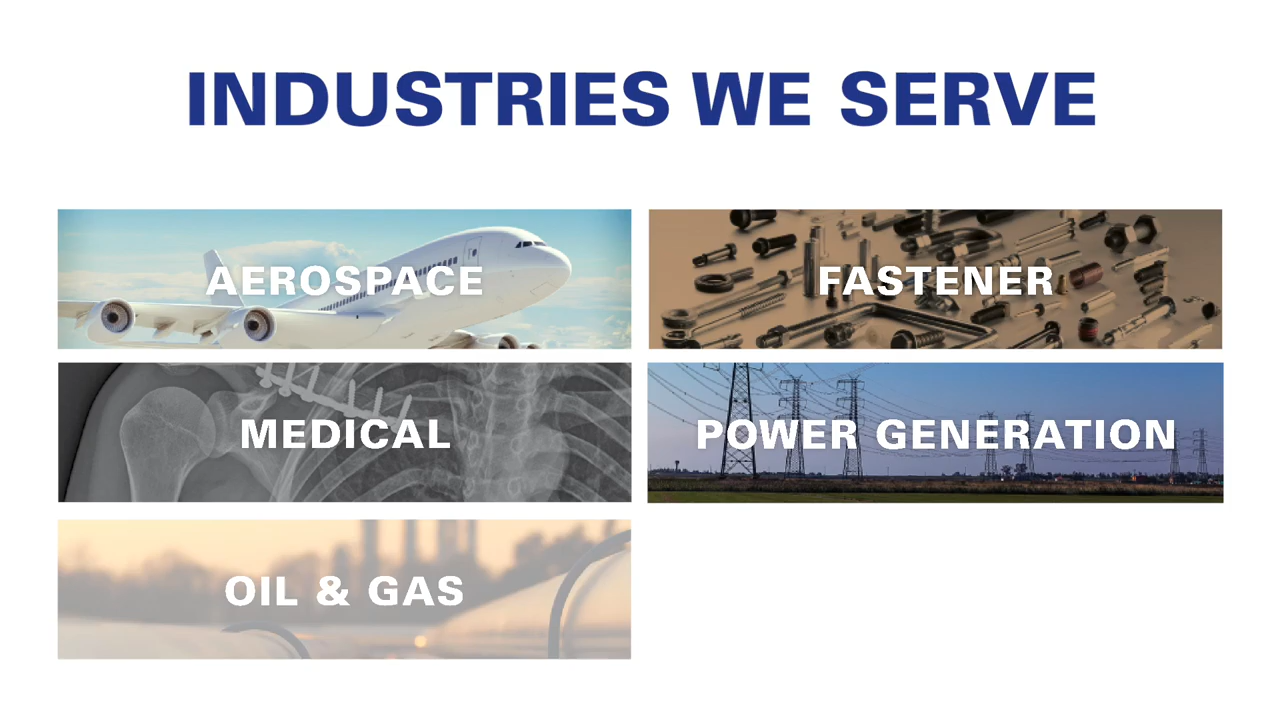 INDUSTRIES WE SERVE
AEROSPACE
FASTENER
MEDICAL
POWER GENERATION
OIL & GAS